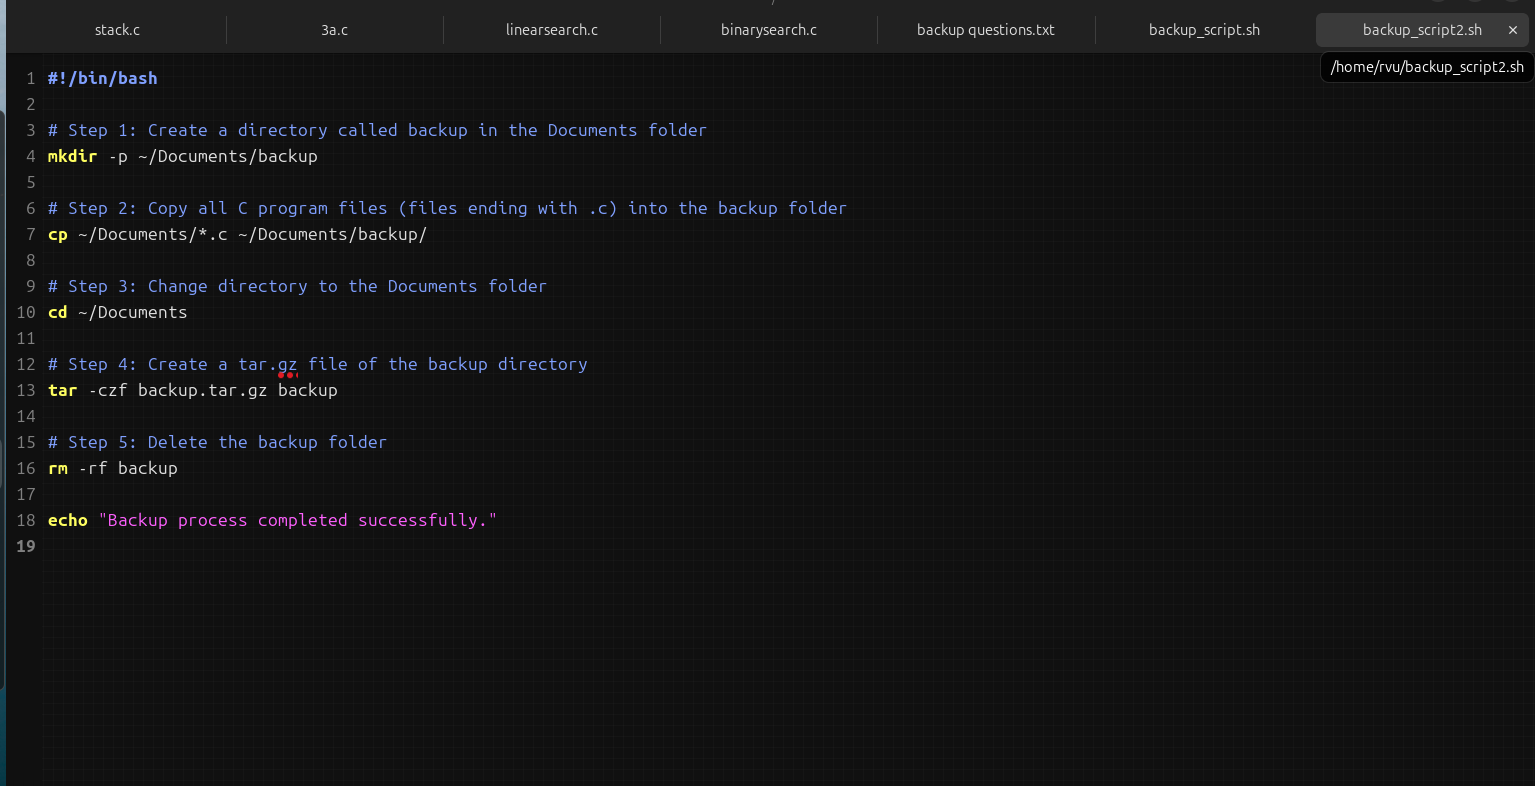 stack.c 3a.c linearsearch.c binarysearch.c backup questions.txt backup_script.sh backup_script2.sh ×
/home/rvu/backup_script2.sh
1 #!/bin/bash
2
3 # Step 1: Create a directory called backup in the Documents folder
4 mkdir -p ~/Documents/backup
5
6 # Step 2: Copy all C program files (files ending with .c) into the backup folder
7 cp ~/Documents/*.c ~/Documents/backup/
8
9 # Step 3: Change directory to the Documents folder
10 cd ~/Documents
11
12 # Step 4: Create a tar.gz file of the backup directory
13 tar -czf backup.tar.gz backup
14
15 # Step 5: Delete the backup folder
16 rm -rf backup
17
18 echo "Backup process completed successfully."
19